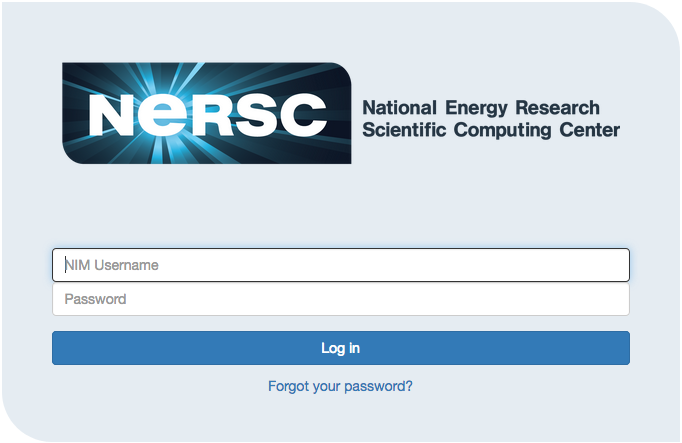 NeRSC
National Energy Research
Scientific Computing Center
NIM Username
Password
Log in
Forgot your password?